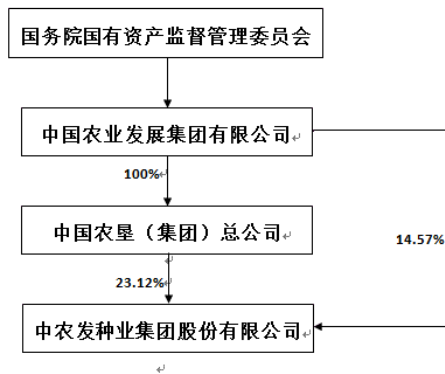 国务院国有资产监督管理委员会
中国农业发展集团有限公司
100%
中国农垦（集团）总公司
14.57%
23.12%
中农发种业集团股份有限公司